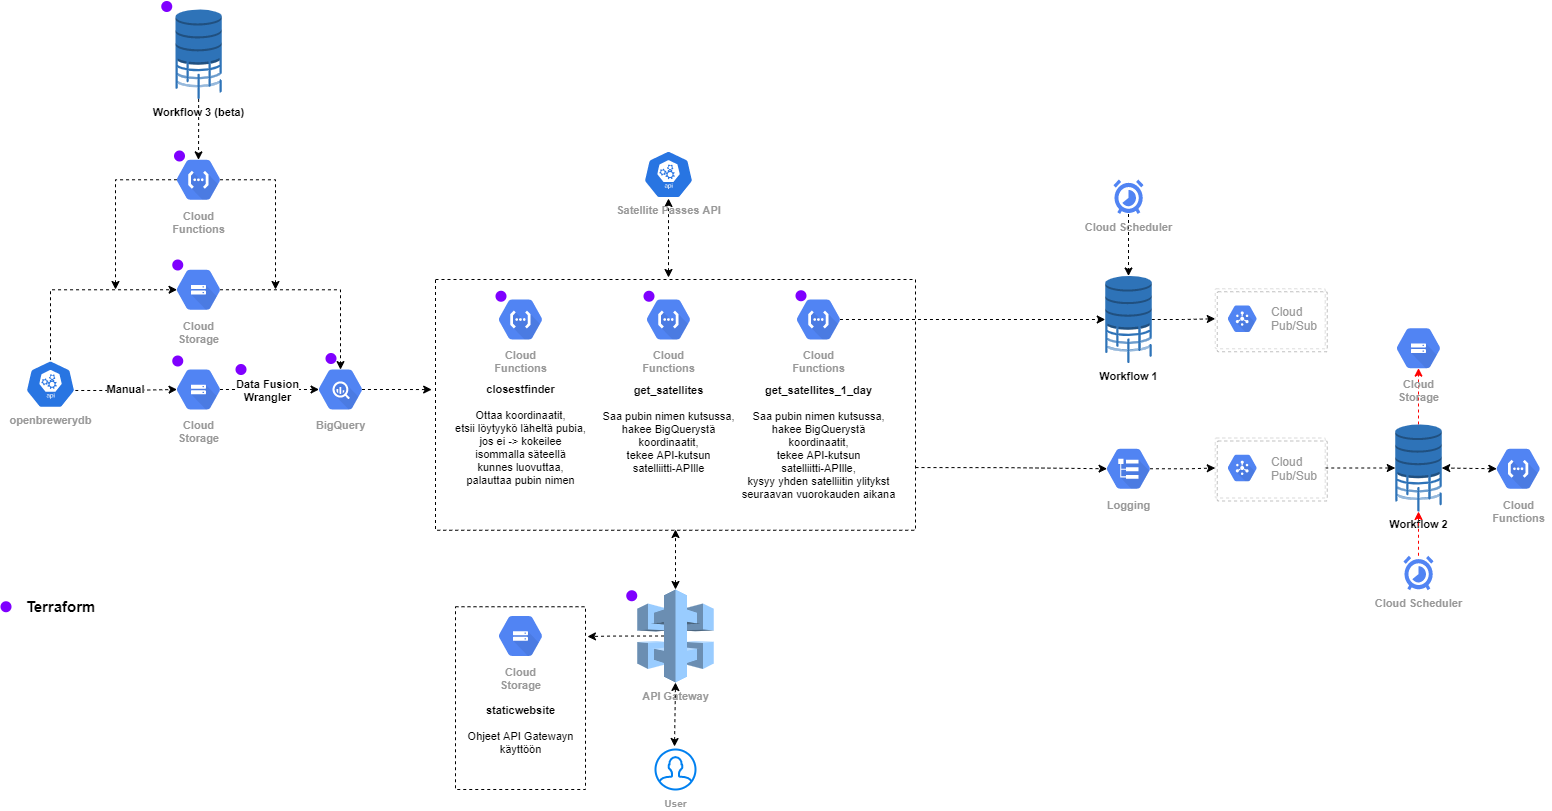 Workflow 3 (beta)
Cloud
Functions
Cloud
Storage
api
openbrewerydb
Manual
Cloud
Storage
Data Fusion
Wrangler
BigQuery
api
Satellite Passes API
Cloud
Functions
closestfinder
Ottaa koordinaatit,
etsii löytyykö läheltä pubia,
jos ei -> kokeilee
isommalla säteellä
kunnes luovuttaa,
palauttaa pubin nimen
Cloud
Functions
get_satellites
Saa pubin nimen kutsussa,
hakee BigQuerystä
koordinaatit,
tekee API-kutsun
satelliitti-APIlle
Cloud
Functions
get_satellites_1_day
Saa pubin nimen kutsussa,
hakee BigQuerystä
koordinaatit,
tekee API-kutsun
satelliitti-APIlle,
kysyy yhden satelliitin ylitykst
seuraavan vuorokauden aikana
Cloud Scheduler
Workflow 1
Cloud
Pub/Sub
Logging
Cloud
Pub/Sub
Cloud
Storage
Workflow 2
Cloud
Functions
Cloud Scheduler
Terraform
Cloud
Storage
staticwebsite
Ohjeet API Gatewayn
käyttöön
API Gateway
User